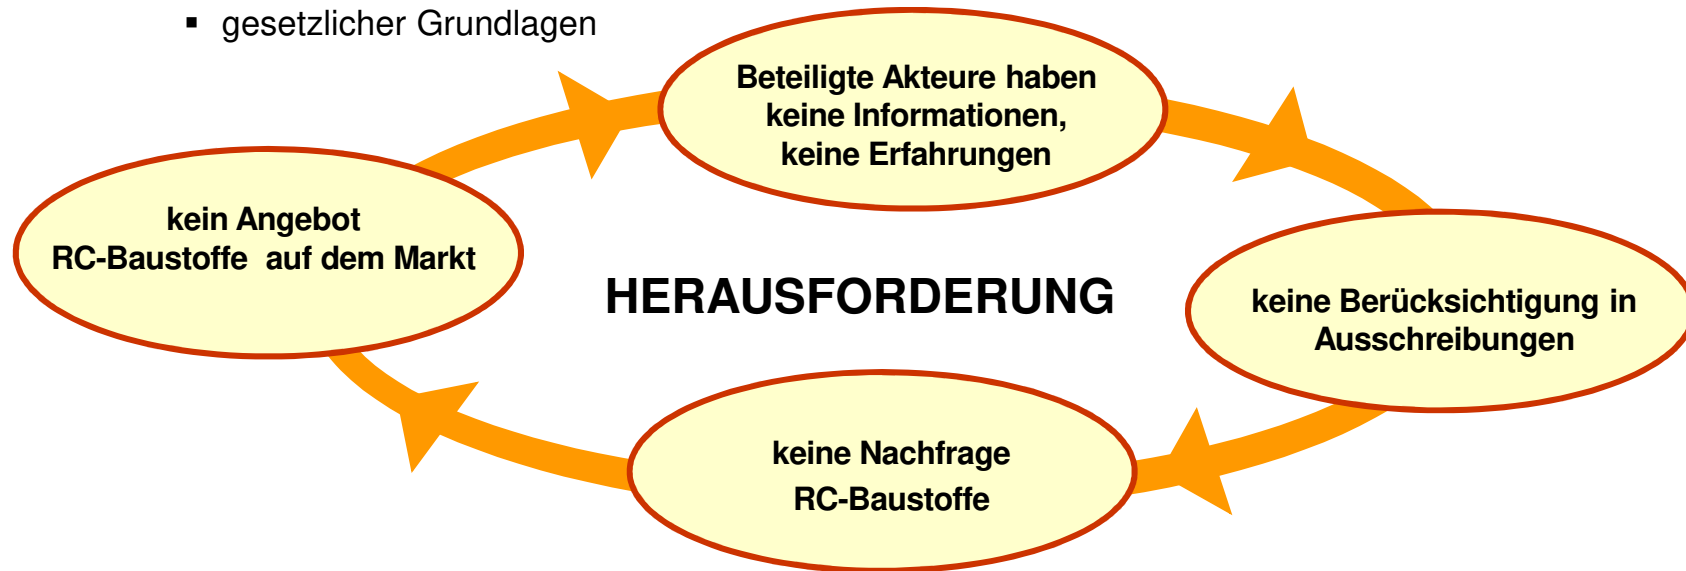 ▪ gesetzlicher Grundlagen
Beteiligte Akteure haben
keine Informationen,
keine Erfahrungen
kein Angebot
RC-Baustoffe auf dem Markt
HERAUSFORDERUNG
keine Berücksichtigung in
Ausschreibungen
keine Nachfrage
RC-Baustoffe